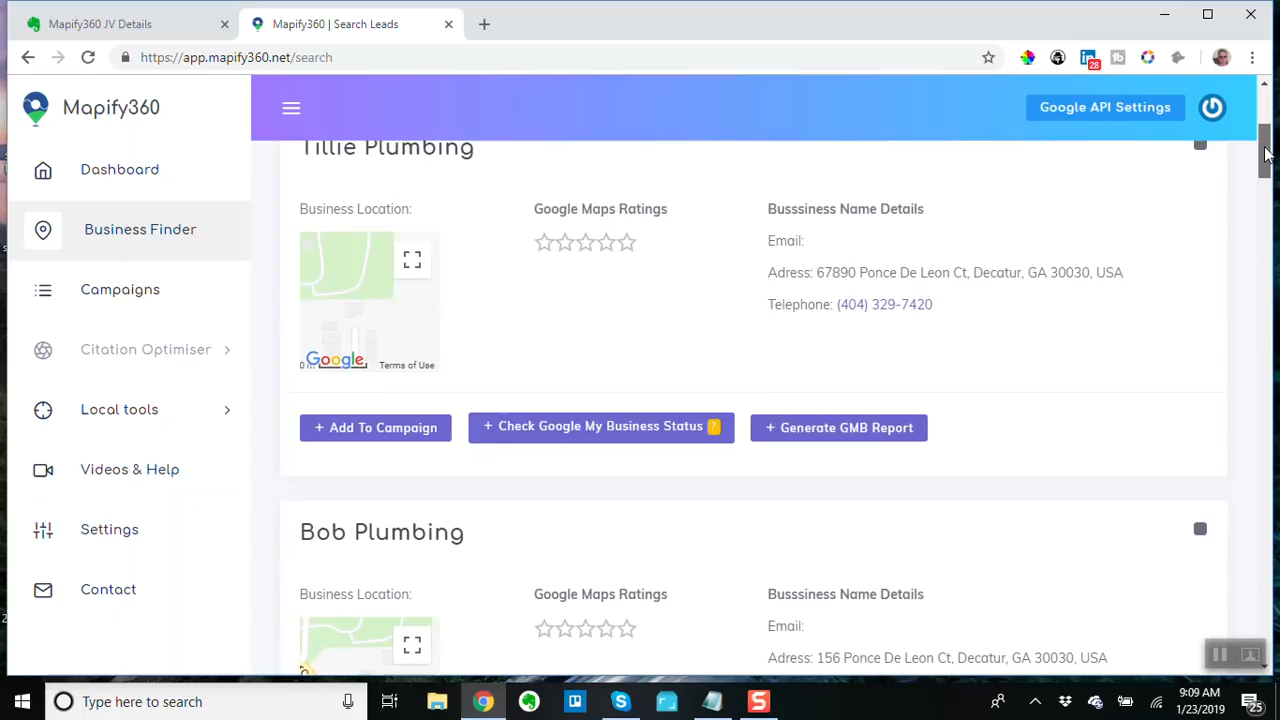 Mapify360 JV Details
Mapify360 | Search Leads
https://app.mapify360.net/search
28
Mapify360
Google API Settings
Dashboard
Business Finder
Campaigns
Citation Optimiser
Local tools
Videos & Help
Settings
Contact
Tillie Plumbing
Business Location:
Google Maps Ratings
Busssiness Name Details
Email:
Adress: 67890 Ponce De Leon Ct, Decatur, GA 30030, USA
Telephone: (404) 329-7420
Google
Terms of Use
+ Add To Campaign
+ Check Google My Business Status ?
+ Generate GMB Report
Bob Plumbing
Business Location:
Google Maps Ratings
Busssiness Name Details
Email:
Adress: 156 Ponce De Leon Ct, Decatur, GA 30030, USA
Type here to search
9:09 AM
1/23/2019
25